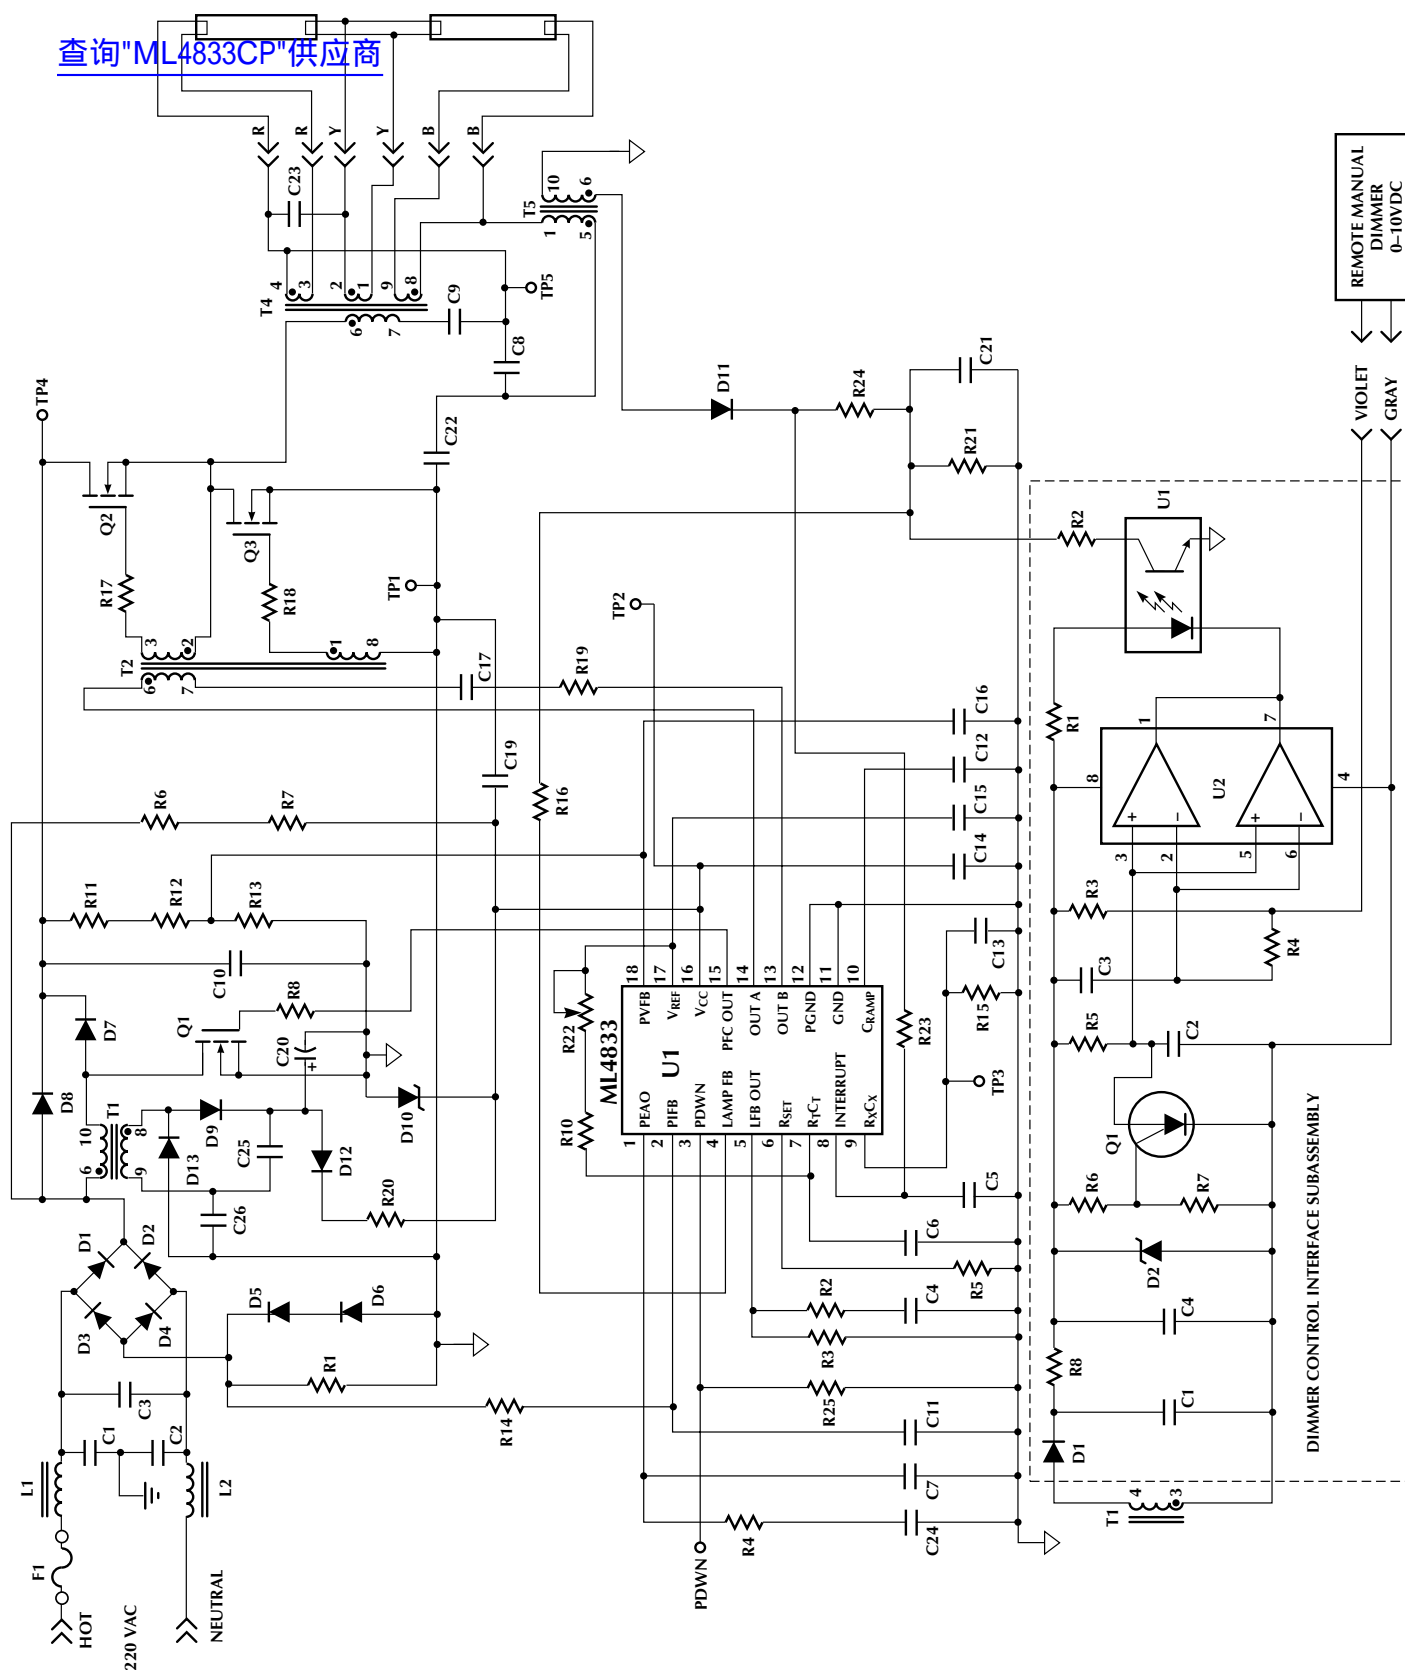 查询"ML4833CP"供应商
R
R
Y
Y
B
B
C23
T5
10
6
1
5
REMOTE MANUAL
DIMMER
0–10VDC
T4
4
3
2
1
9
8
6
7
C9
TP5
C8
TP4
D11
R24
C21
VIOLET
GRAY
C22
R21
Q2
Q3
R17
R18
TP1
TP2
R2
U1
T2
3
2
1
8
6
7
C17
R19
C16
C12
C15
C14
R1
1
7
8
U2
4
+
–
+
–
3
2
5
6
C19
R6
R7
R16
R11
R12
R13
C10
R8
D7
Q1
C20
+
D8
D10
T1
10
6
8
9
D9
D13
C25
D12
C26
R20
R22
R10
ML4833
U1
18
17
16
15
14
13
12
11
10
PVFB
VREF
VCC
PFC OUT
OUT A
OUT B
PGND
GND
CRAMP
PEAO
PIFB
PDWN
LAMP FB
LFB OUT
RSET
RTCT
INTERRUPT
RXCX
1
2
3
4
5
6
7
8
9
R23
R15
C13
TP3
C5
C6
R5
R2
C4
R3
R25
C11
C7
R4
C24
PDWN
R3
R4
C3
R5
C2
Q1
R6
R7
D2
C4
R8
C1
D1
T1
4
3
DIMMER CONTROL INTERFACE SUBASSEMBLY
D1
D2
D3
D4
D5
D6
R1
R14
C3
C1
C2
L1
L2
F1
HOT
220 VAC
NEUTRAL